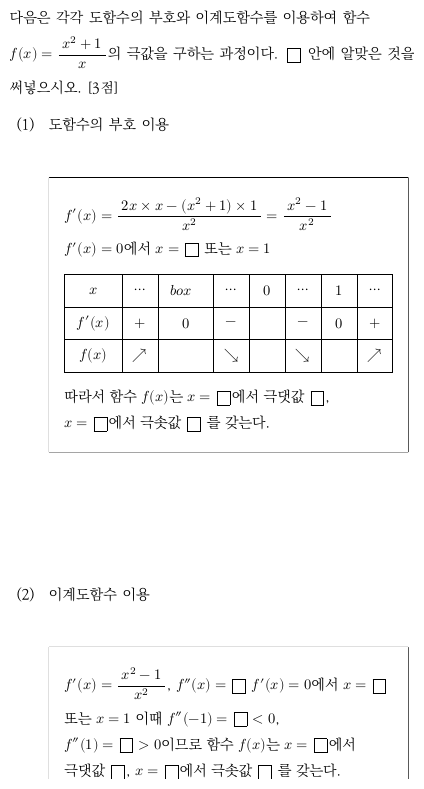 다음은 각각 도함수의 부호와 이계도함수를 이용하여 함수
f(x) = (x² + 1)/x 의 극값을 구하는 과정이다. □ 안에 알맞은 것을
써넣으시오. [3점]
(1) 도함수의 부호 이용
f′(x) = (2x × x − (x² + 1) × 1)/x² = (x² − 1)/x²
f′(x) = 0에서 x = □ 또는 x = 1
x ⋯ box ⋯ 0 ⋯ 1 ⋯
f′(x) + 0 − − 0 +
f(x) ↗ ↘ ↘ ↗
따라서 함수 f(x)는 x = □에서 극댓값 □,
x = □에서 극솟값 □ 를 갖는다.
(2) 이계도함수 이용
f′(x) = (x² − 1)/x², f″(x) = □ f′(x) = 0에서 x = □
또는 x = 1 이때 f″(−1) = □ < 0,
f″(1) = □ > 0이므로 함수 f(x)는 x = □에서
극댓값 □, x = □에서 극솟값 □ 를 갖는다.